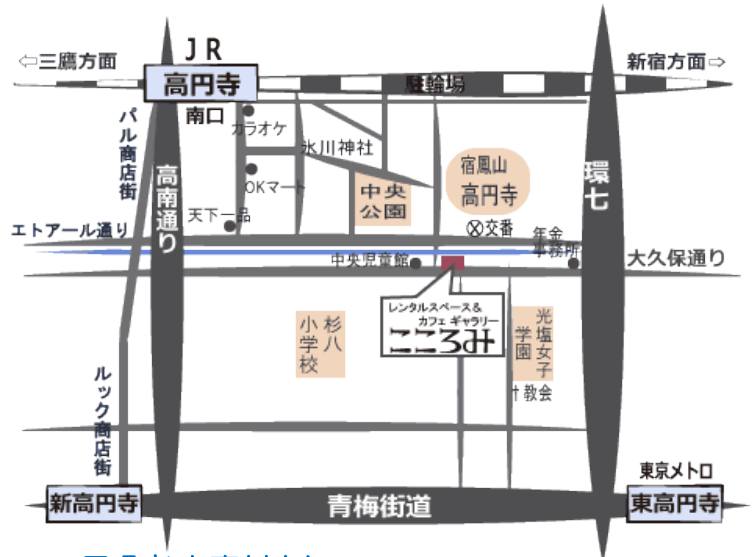 JR
⇦三鷹方面
高円寺
駐輪場
新宿方面⇨
南口
カラオケ
パル商店街
氷川神社
宿鳳山
高円寺
環七
高南通り
OKマート
中央
公園
天下一品
エトアール通り
交番
年金
事務所
中央児童館
大久保通り
レンタルスペース&
カフェ ギャラリー
こころみ
杉八
小学校
光塩女子
学園
教会
ルック商店街
東京メトロ
新高円寺
青梅街道
東高円寺